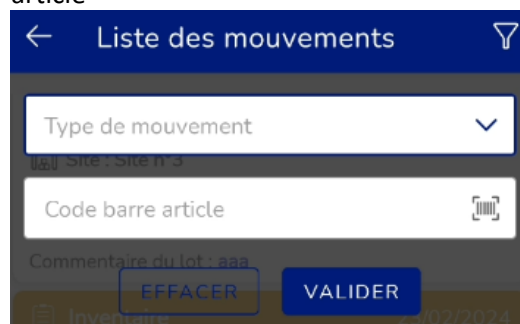 article
Liste des mouvements
Type de mouvement
Site : Site n°3
Code barre article
Commentaire du lot : aaa
EFFACER
VALIDER
Inventaire 23/02/2024